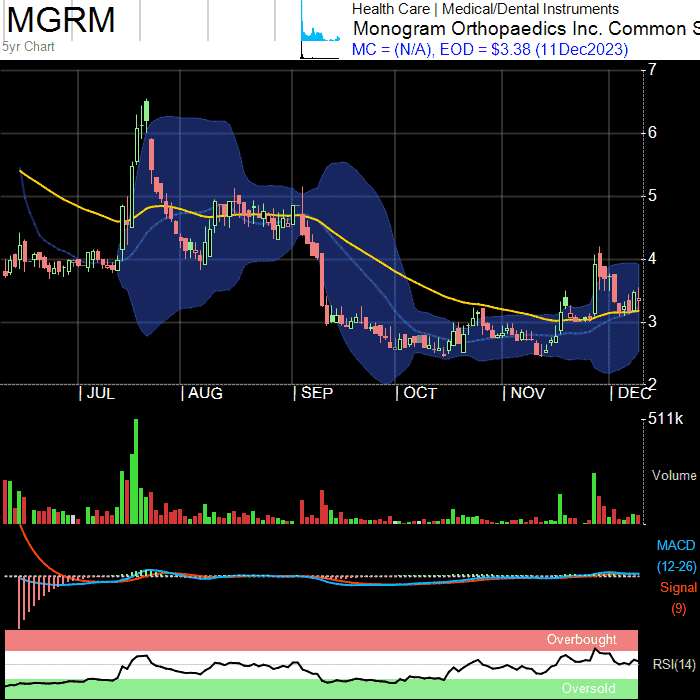 MGRM
5yr Chart
Health Care | Medical/Dental Instruments
Monogram Orthopaedics Inc. Common S
MC = (N/A), EOD = $3.38 (11Dec2023)
7
6
5
4
3
2
JUL AUG SEP OCT NOV DEC
511k
Volume
MACD
(12-26)
Signal
(9)
Overbought
RSI(14)
Oversold